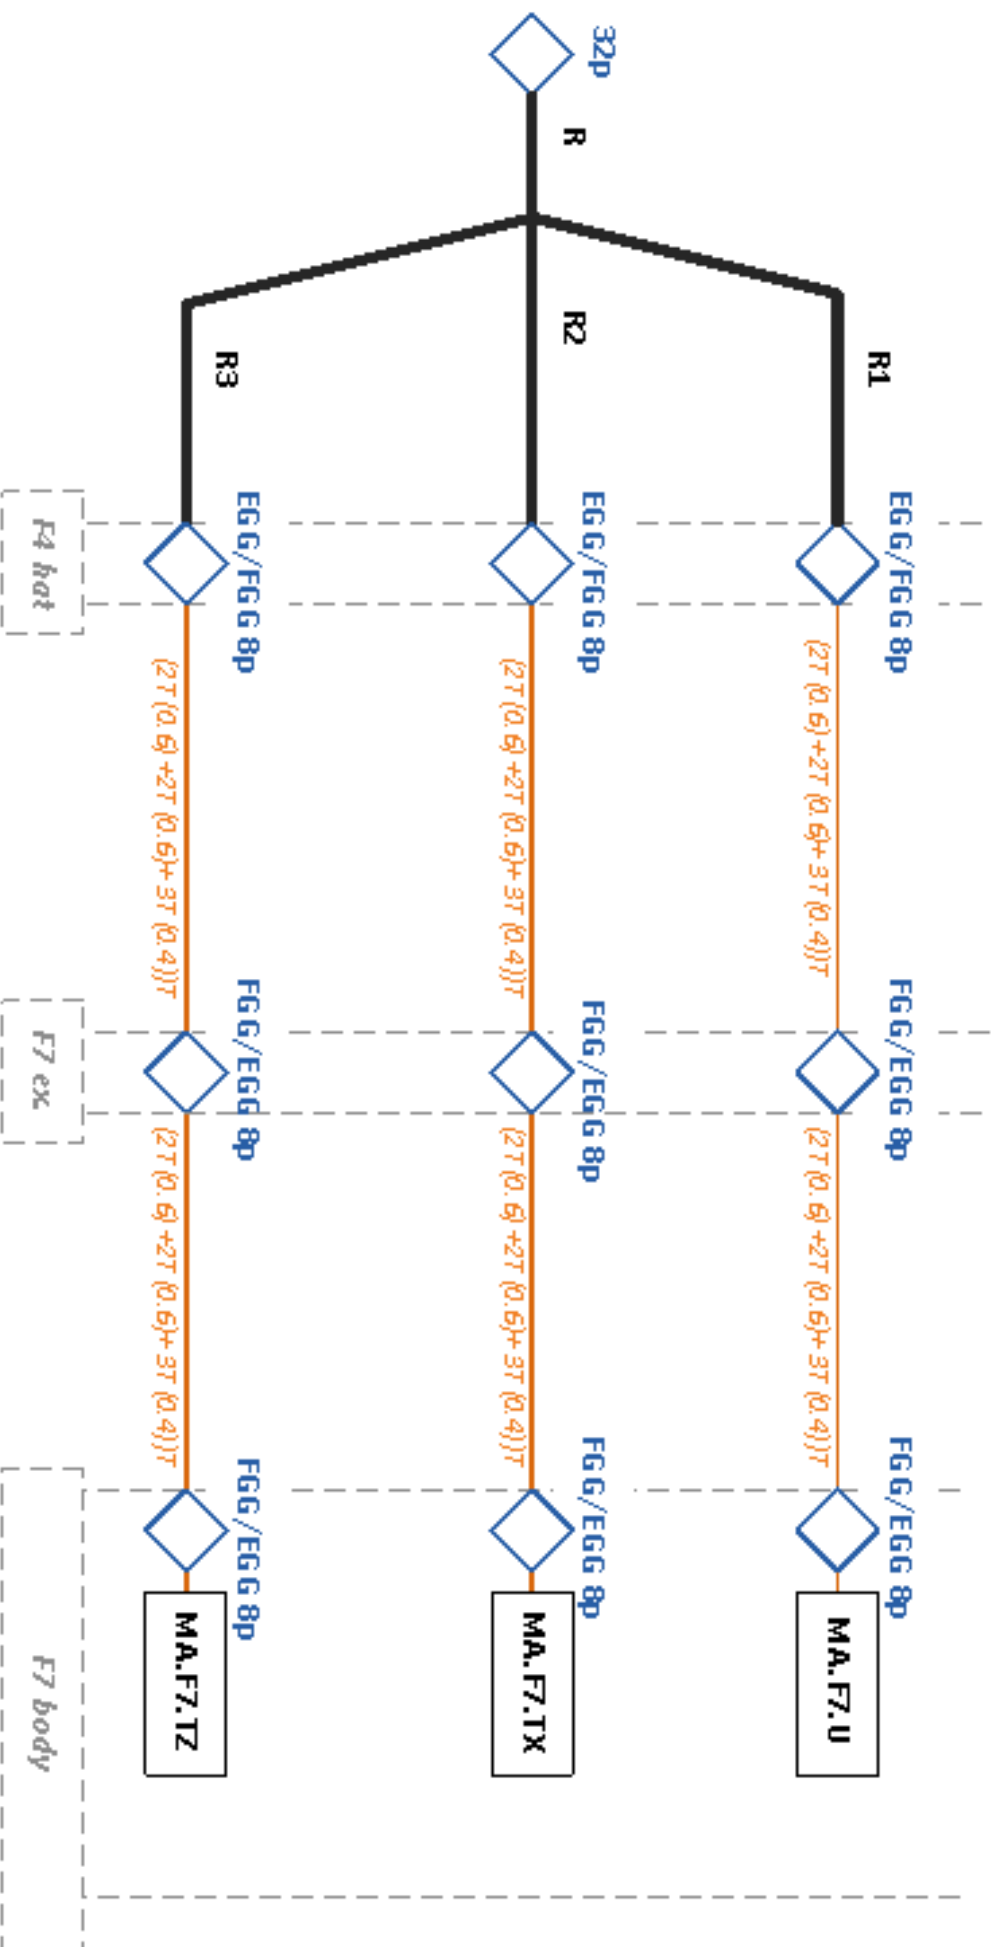 32p
R
R1
EGG/FGG 8p
(2T(0.6)+2T(0.6)+3T(0.4))T
FGG/EGG 8p
(2T(0.6)+2T(0.6)+3T(0.4))T
FGG/EGG 8p
MA.F7.U
R2
EGG/FGG 8p
(2T(0.6)+2T(0.6)+3T(0.4))T
FGG/EGG 8p
(2T(0.6)+2T(0.6)+3T(0.4))T
FGG/EGG 8p
MA.F7.TX
R3
EGG/FGG 8p
(2T(0.6)+2T(0.6)+3T(0.4))T
FGG/EGG 8p
(2T(0.6)+2T(0.6)+3T(0.4))T
FGG/EGG 8p
MA.F7.TZ
F4 hat
F7 ex.
F7 body